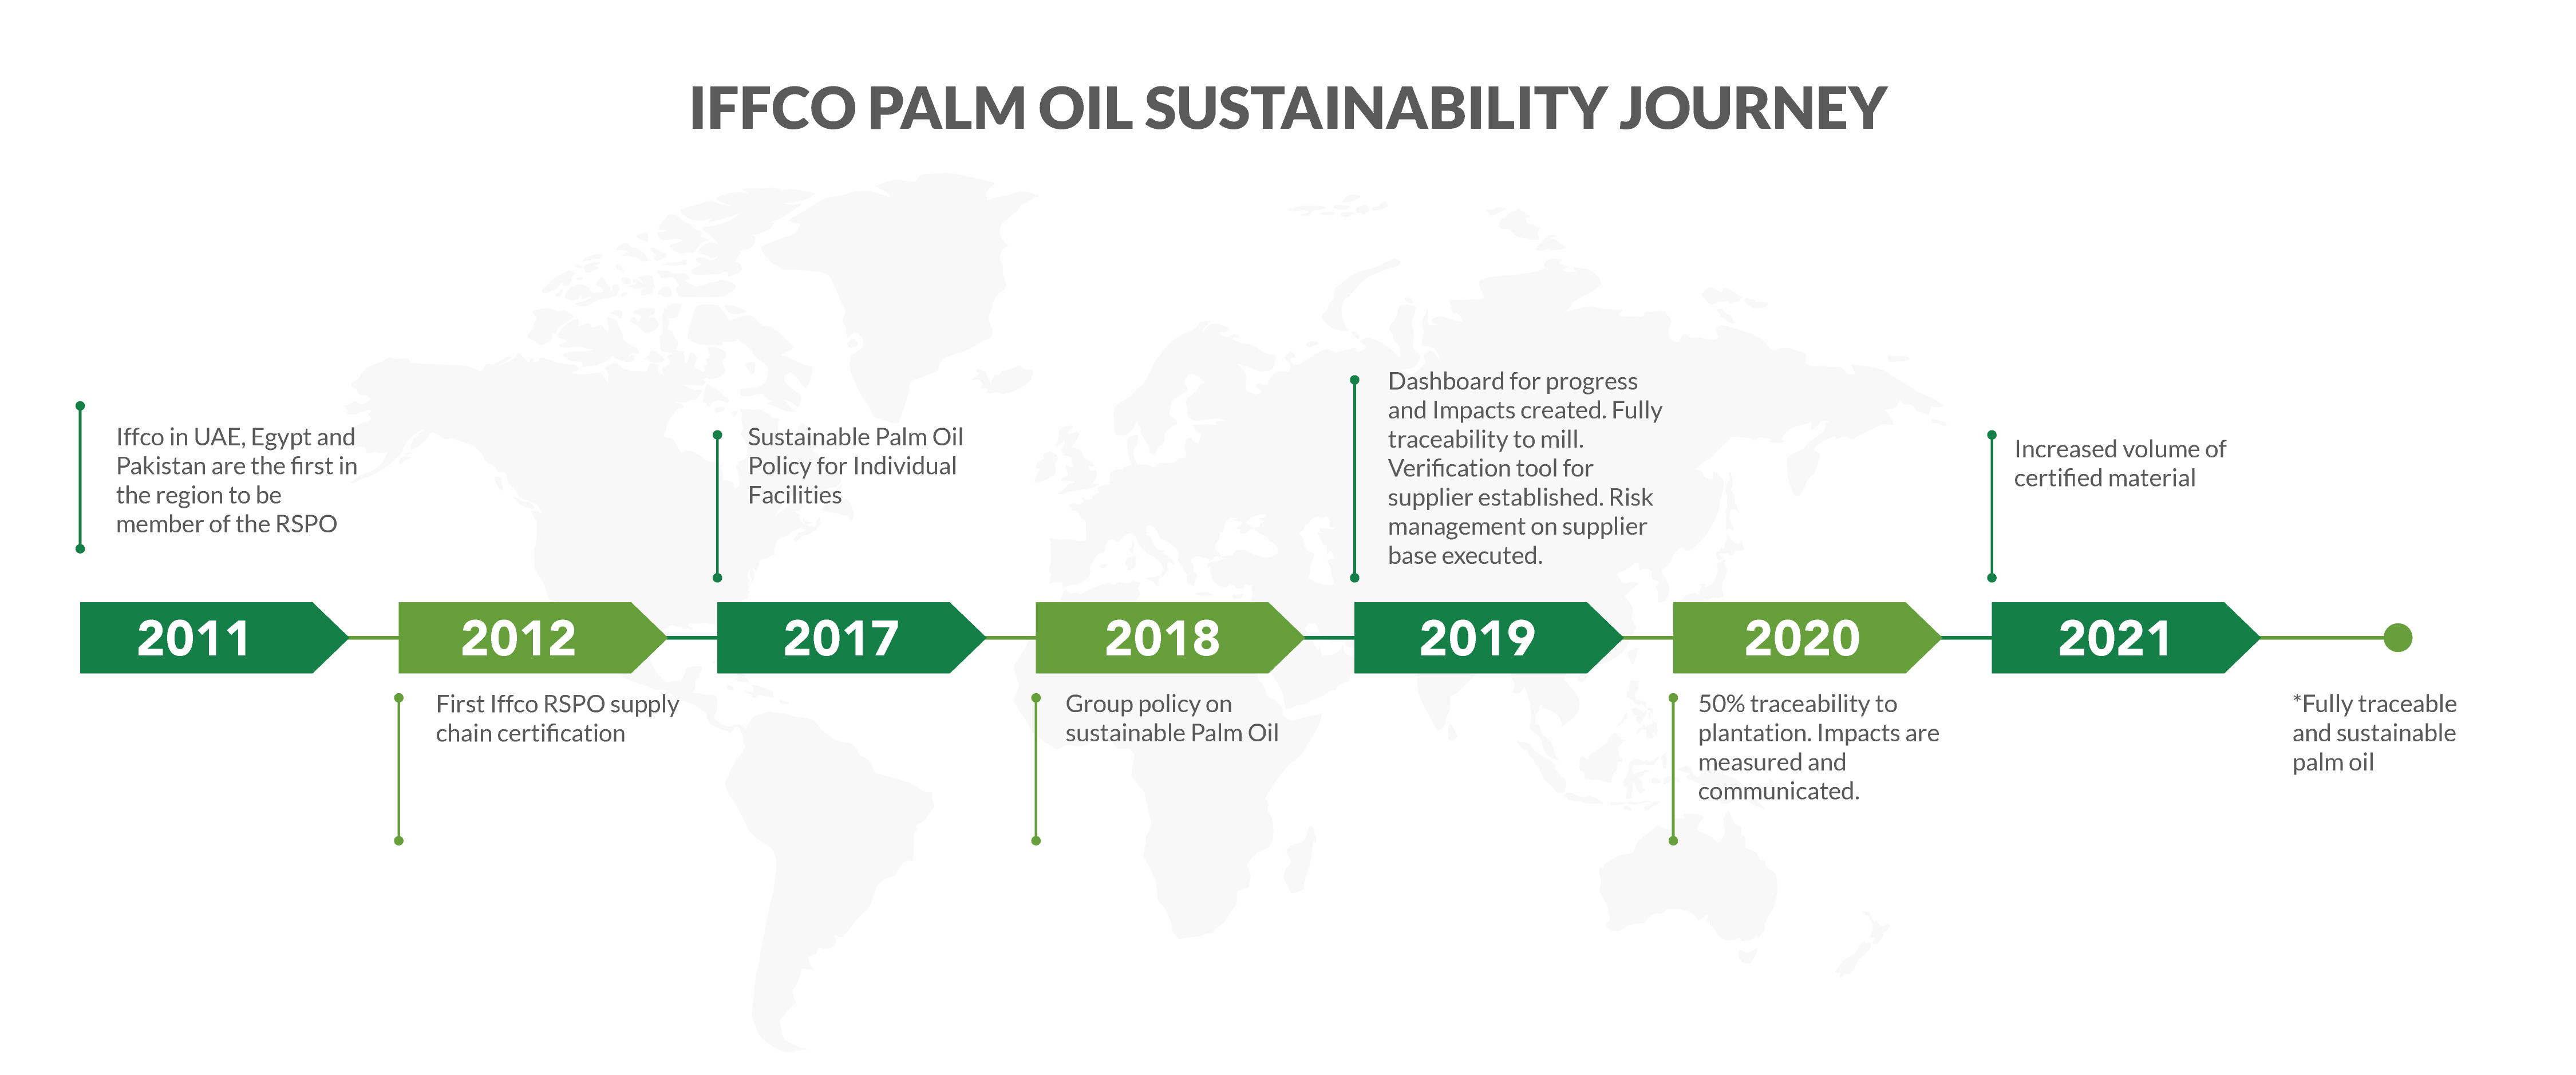 IFFCO PALM OIL SUSTAINABILITY JOURNEY
Iffco in UAE, Egypt and
Pakistan are the first in
the region to be
member of the RSPO
Sustainable Palm Oil
Policy for Individual
Facilities
Dashboard for progress
and Impacts created. Fully
traceability to mill.
Verification tool for
supplier established. Risk
management on supplier
base executed.
Increased volume of
certified material
2011
2012
2017
2018
2019
2020
2021
First Iffco RSPO supply
chain certification
Group policy on
sustainable Palm Oil
50% traceability to
plantation. Impacts are
measured and
communicated.
*Fully traceable
and sustainable
palm oil